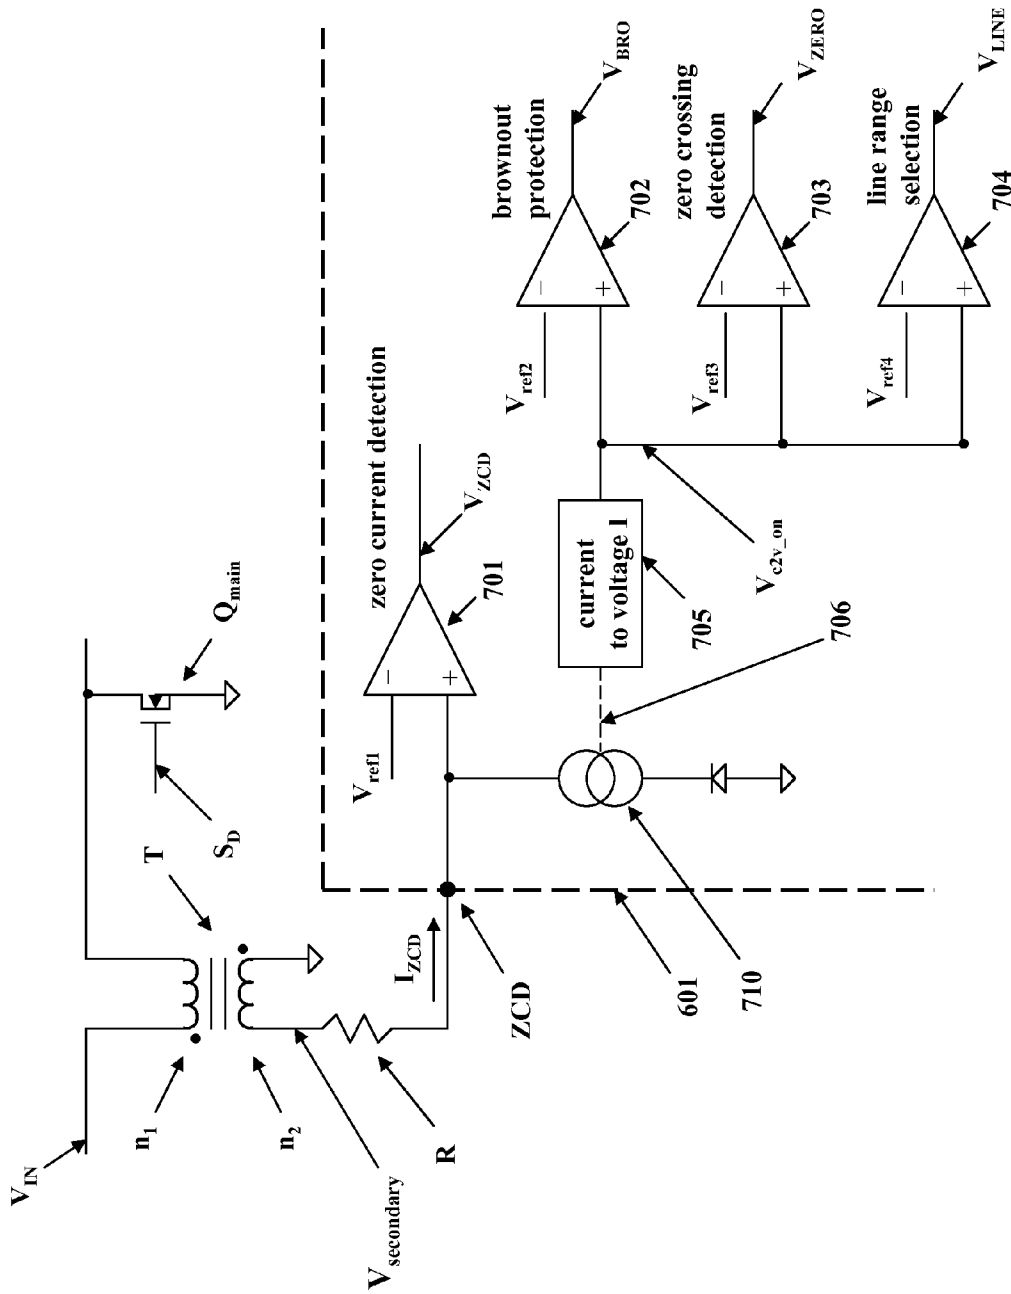 V_IN
n_1
n_2
T
V_secondary
R
S_D
Q_main
I_ZCD
ZCD
601
710
V_ref1
−
+
701
zero current detection
V_ZCD
706
705
current
to voltage 1
V_c2v_on
V_ref2
−
+
702
brownout
protection
V_BRO
V_ref3
−
+
703
zero crossing
detection
V_ZERO
V_ref4
−
+
704
line range
selection
V_LINE